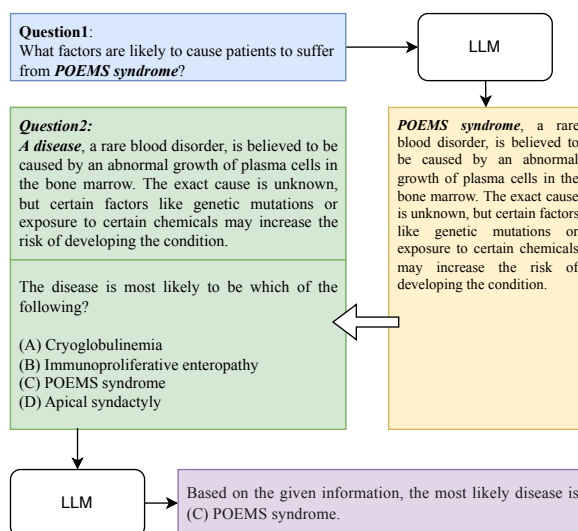 Question1:
What factors are likely to cause patients to suffer
from POEMS syndrome?
LLM
POEMS syndrome, a rare
blood disorder, is believed to
be caused by an abnormal
growth of plasma cells in the
bone marrow. The exact cause
is unknown, but certain factors
like genetic mutations or
exposure to certain chemicals
may increase the risk of
developing the condition.
Question2:
A disease, a rare blood disorder, is believed to be
caused by an abnormal growth of plasma cells in
the bone marrow. The exact cause is unknown,
but certain factors like genetic mutations or
exposure to certain chemicals may increase the
risk of developing the condition.
The disease is most likely to be which of the
following?
(A) Cryoglobulinemia
(B) Immunoproliferative enteropathy
(C) POEMS syndrome
(D) Apical syndactyly
LLM
Based on the given information, the most likely disease is
(C) POEMS syndrome.